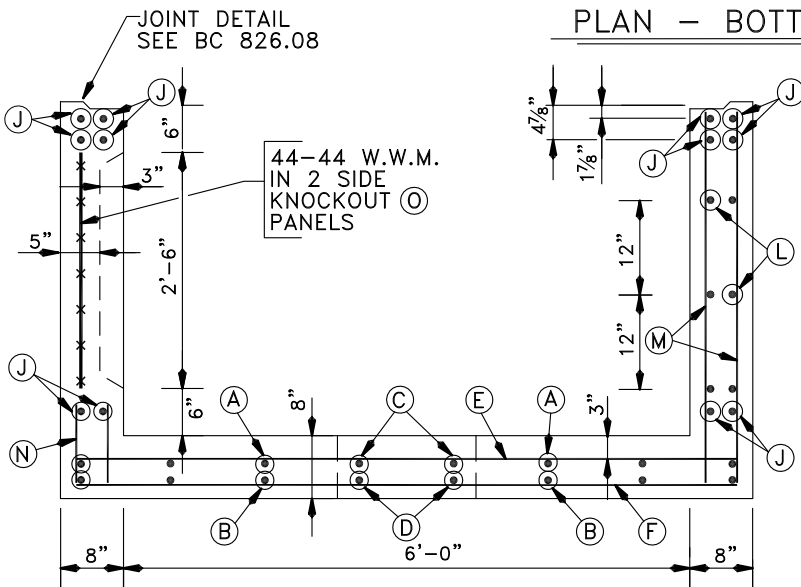 JOINT DETAIL
SEE BC 826.08
PLAN – BOTT
J
J
J
J
6"
4⅞"
1⅞"
3"
44–44 W.W.M.
IN 2 SIDE
KNOCKOUT Ⓞ
PANELS
5"
2'–6"
12"
L
12"
M
J
6"
A
8"
C
E
A
3"
J
N
B
D
B
F
8"
6'–0"
8"